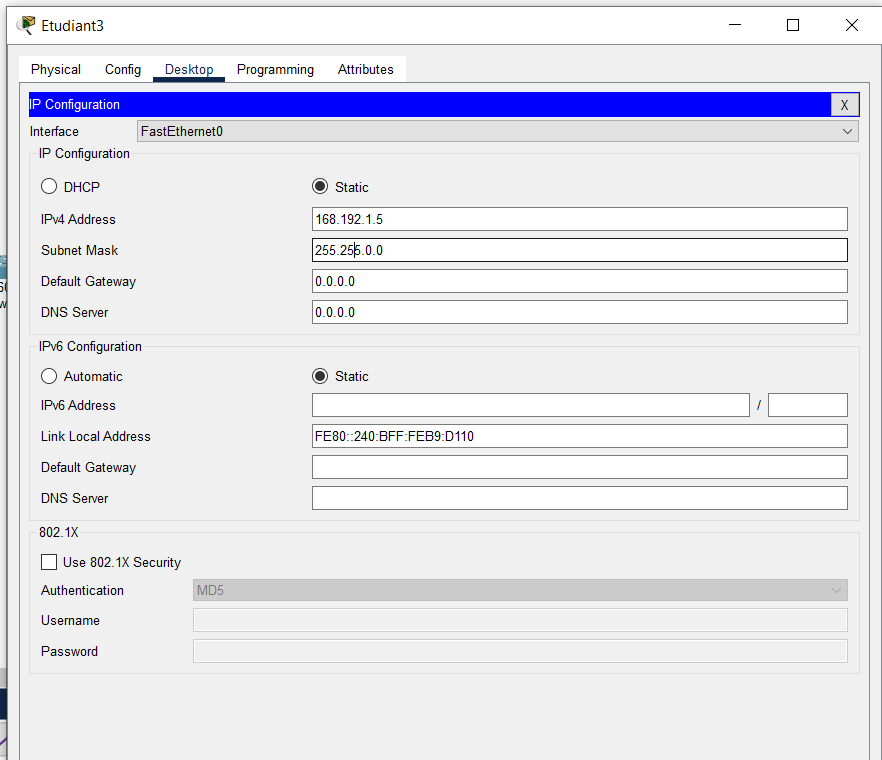 Etudiant3
Physical Config Desktop Programming Attributes
IP Configuration X
Interface FastEthernet0
IP Configuration
DHCP Static
IPv4 Address 168.192.1.5
Subnet Mask 255.255.0.0
Default Gateway 0.0.0.0
DNS Server 0.0.0.0
IPv6 Configuration
Automatic Static
IPv6 Address /
Link Local Address FE80::240:BFF:FEB9:D110
Default Gateway
DNS Server
802.1X
Use 802.1X Security
Authentication MD5
Username
Password